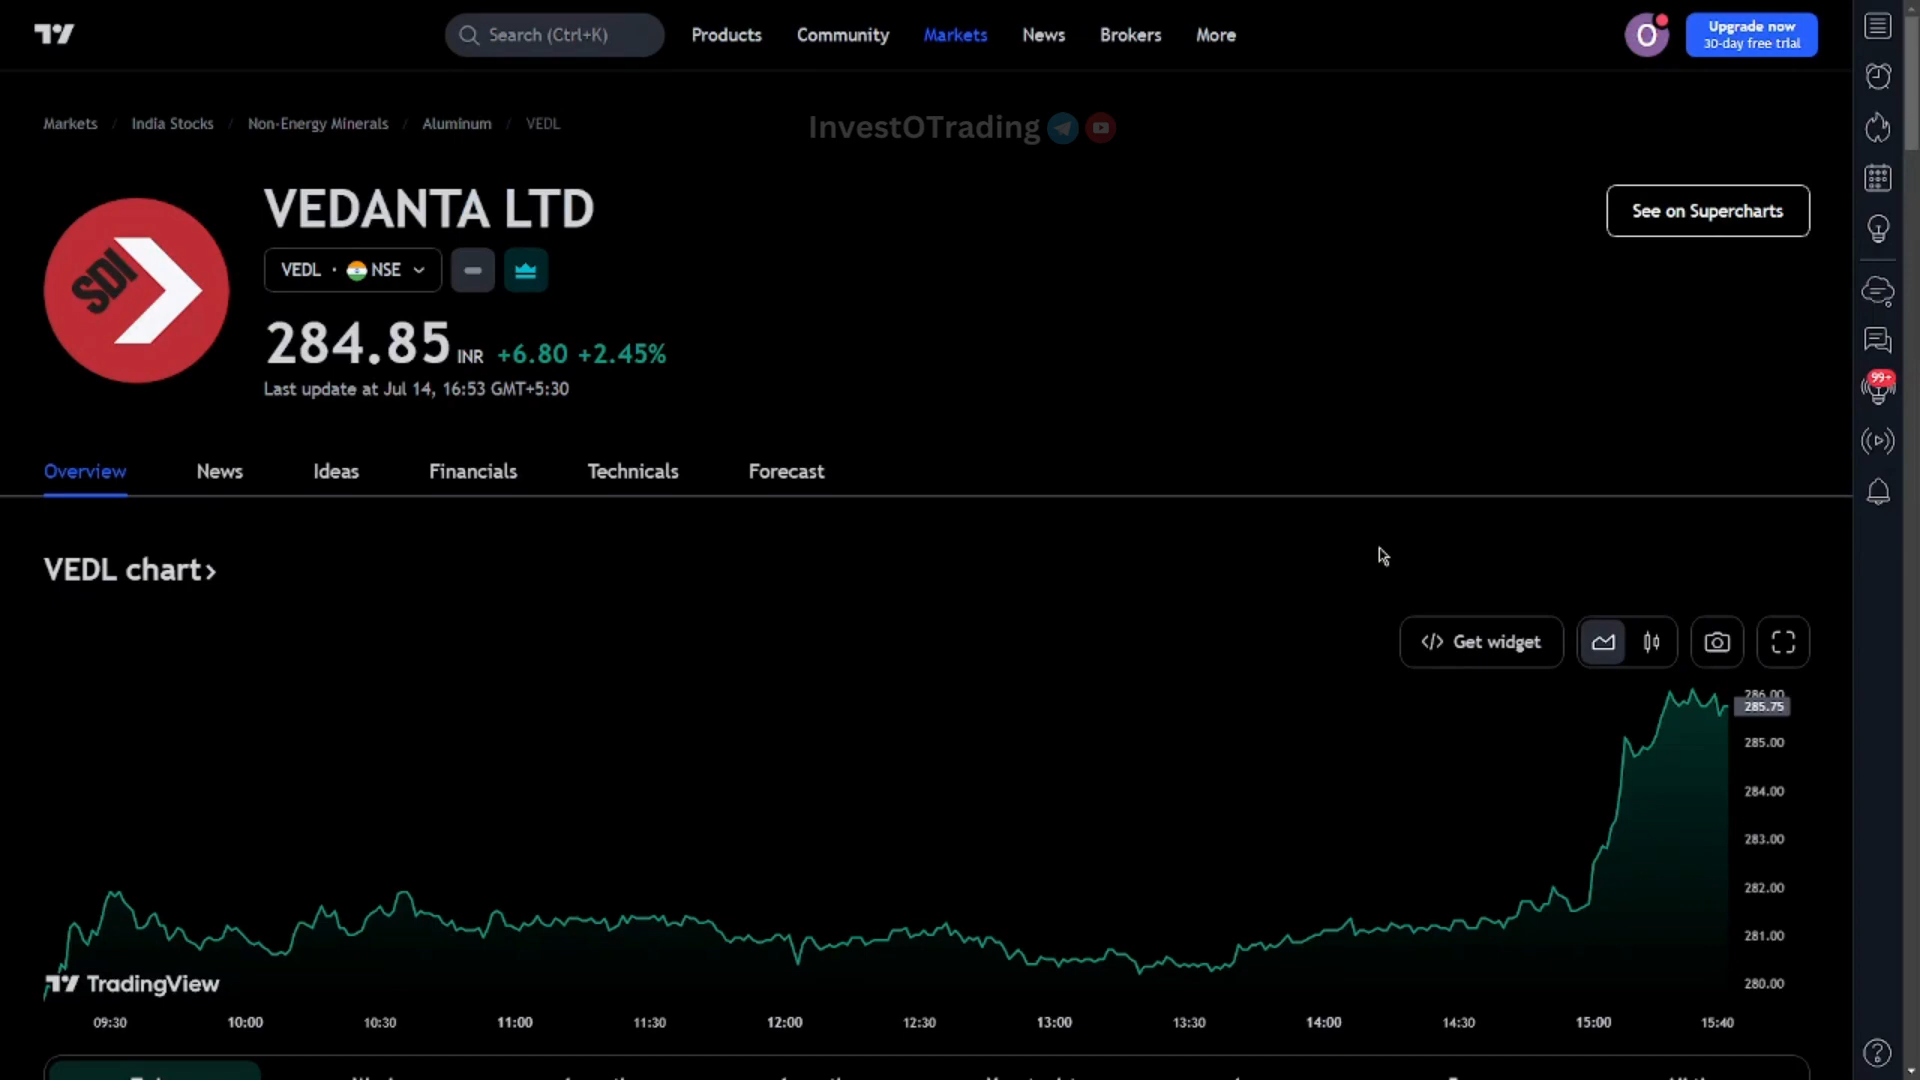 Search (Ctrl+K)
Products
Community
Markets
News
Brokers
More
O
Upgrade now
30-day free trial
Markets / India Stocks / Non-Energy Minerals / Aluminum / VEDL
InvestOTrading
SDI
VEDANTA LTD
See on Supercharts
VEDL · NSE
284.85 INR +6.80 +2.45%
Last update at Jul 14, 16:53 GMT+5:30
99+
Overview
News
Ideas
Financials
Technicals
Forecast
VEDL chart>
</> Get widget
286.00
285.75
285.00
284.00
283.00
282.00
281.00
280.00
TradingView
09:30
10:00
10:30
11:00
11:30
12:00
12:30
13:00
13:30
14:00
14:30
15:00
15:40